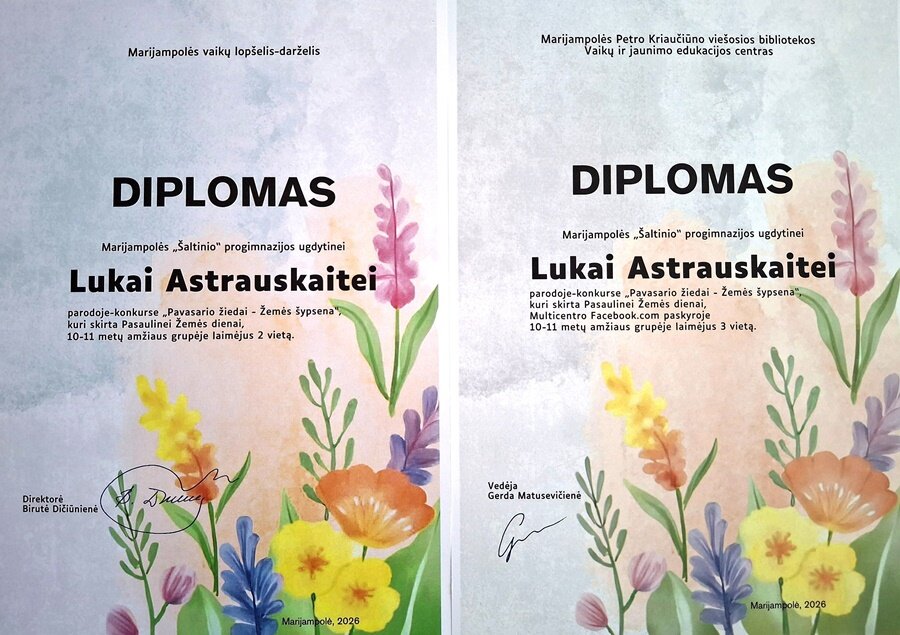 Marijampolės vaikų lopšelis-darželis
DIPLOMAS
Marijampolės „Šaltinio“ progimnazijos ugdytinei
Lukai Astrauskaitei
parodoje-konkurse „Pavasario žiedai - Žemės šypsena“,
kuri skirta Pasaulinei Žemės dienai,
10-11 metų amžiaus grupėje laimėjus 2 vietą.
Direktorė
Birutė Dičiūnienė
Marijampolė, 2026
Marijampolės Petro Kriaučiūno viešosios bibliotekos
Vaikų ir jaunimo edukacijos centras
DIPLOMAS
Marijampolės „Šaltinio“ progimnazijos ugdytinei
Lukai Astrauskaitei
parodoje-konkurse „Pavasario žiedai - Žemės šypsena“,
kuri skirta Pasaulinei Žemės dienai,
Multicentro Facebook.com paskyroje
10-11 metų amžiaus grupėje laimėjus 3 vietą.
Vedėja
Gerda Matusevičienė
Marijampolė, 2026